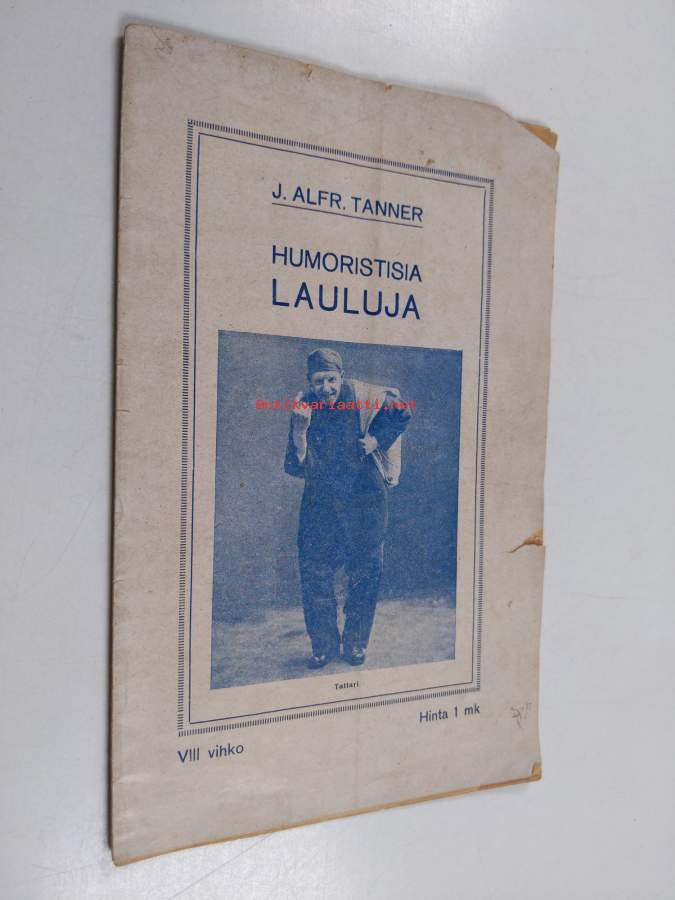 J. ALFR. TANNER
HUMORISTISIA
LAULUJA
antikvariaatti.net
Tattari
VIII vihko
Hinta 1 mk